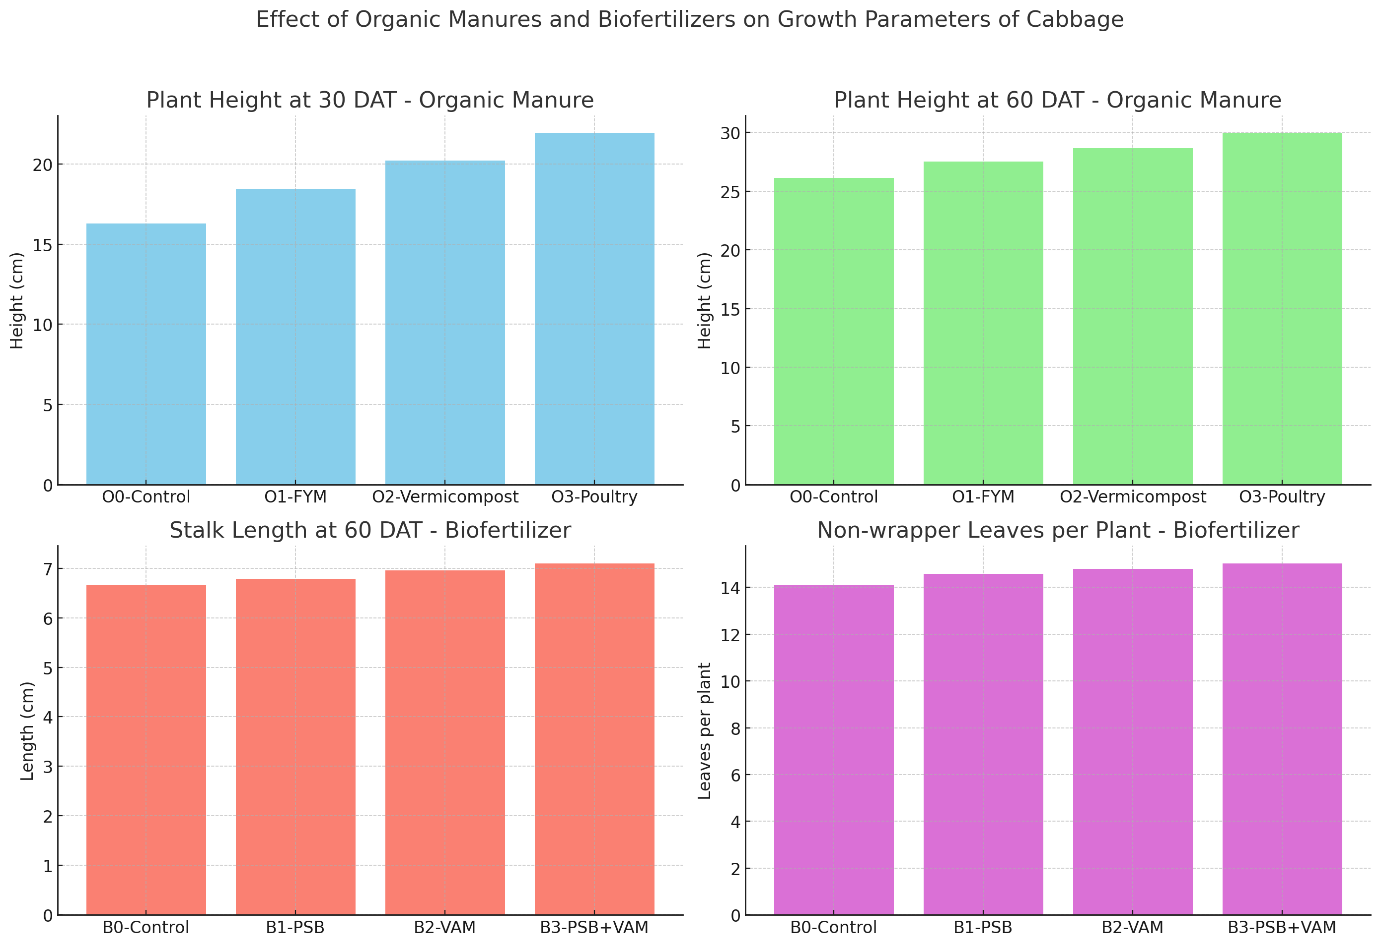 Effect of Organic Manures and Biofertilizers on Growth Parameters of Cabbage
Plant Height at 30 DAT - Organic Manure
Height (cm)
20
15
10
5
0
O0-Control O1-FYM O2-Vermicompost O3-Poultry
Plant Height at 60 DAT - Organic Manure
Height (cm)
30
25
20
15
10
5
0
O0-Control O1-FYM O2-Vermicompost O3-Poultry
Stalk Length at 60 DAT - Biofertilizer
Length (cm)
7
6
5
4
3
2
1
0
B0-Control B1-PSB B2-VAM B3-PSB+VAM
Non-wrapper Leaves per Plant - Biofertilizer
Leaves per plant
14
12
10
8
6
4
2
0
B0-Control B1-PSB B2-VAM B3-PSB+VAM